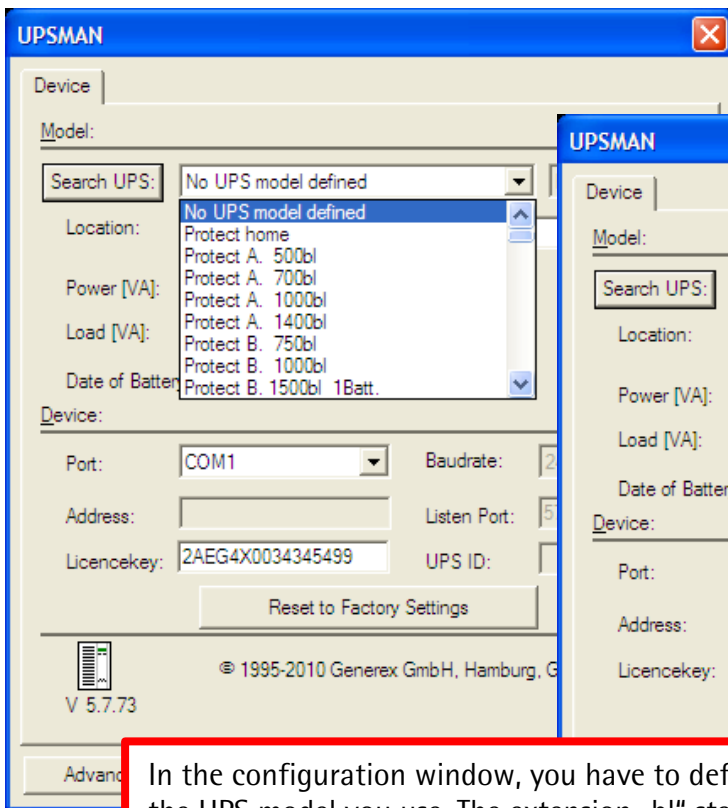 UPSMAN
Device
Model:
Search UPS:
No UPS model defined
No UPS model defined
Protect home
Protect A. 500bl
Protect A. 700bl
Protect A. 1000bl
Protect A. 1400bl
Protect B. 750bl
Protect B. 1000bl
Protect B. 1500bl 1Batt.
Location:
Power [VA]:
Load [VA]:
Date of Batter
Device:
Port: COM1 Baudrate:
Address: Listen Port:
Licencekey: 2AEG4X0034345499 UPS ID:
Reset to Factory Settings
© 1995-2010 Generex GmbH, Hamburg, G
V 5.7.73
Advanc
UPSMAN
Device
Model:
Search UPS:
Location:
Power [VA]:
Load [VA]:
Date of Batter
Device:
Port:
Address:
Licencekey:
In the configuration window, you have to def